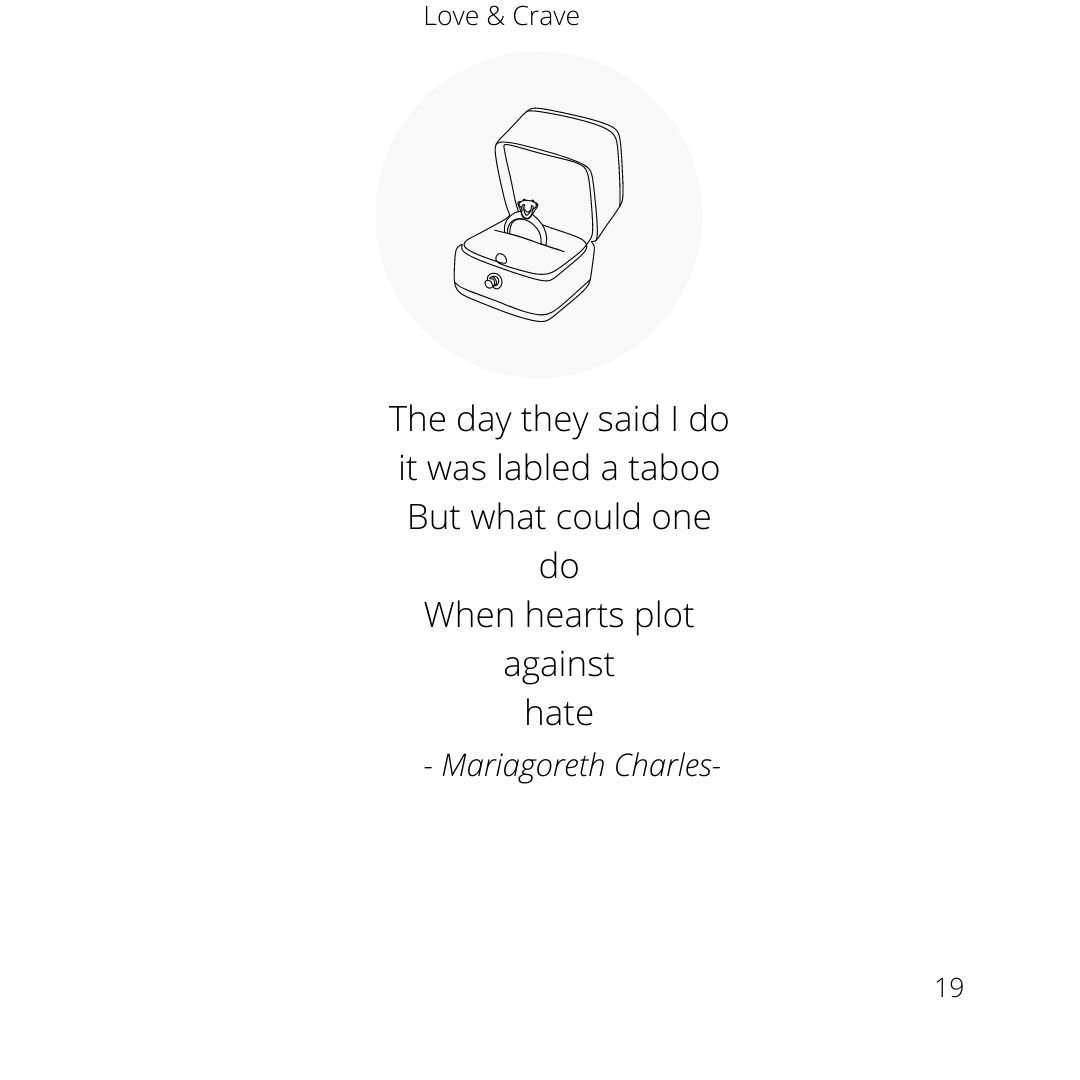 Love & Crave
The day they said I do
it was labled a taboo
But what could one
do
When hearts plot
against
hate
- Mariagoreth Charles-
19